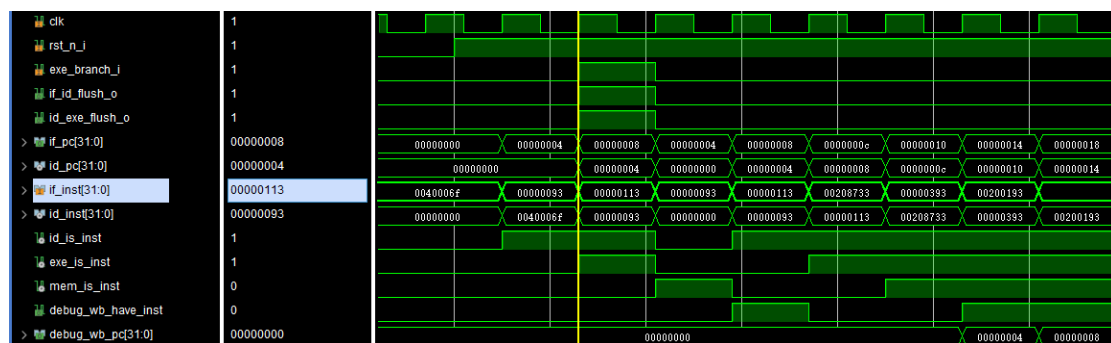 clk 1
rst_n_i 1
exe_branch_i 1
if_id_flush_o 1
id_exe_flush_o 1
if_pc[31:0] 00000008 00000000 00000004 00000008 00000004 00000008 0000000c 00000010 00000014 00000018
id_pc[31:0] 00000004 00000000 00000004 00000000 00000004 00000008 0000000c 00000010 00000014
if_inst[31:0] 00000113 0040006f 00000093 00000113 00000093 00000113 00208733 00000393 00200193
id_inst[31:0] 00000093 00000000 0040006f 00000093 00000000 00000093 00000113 00208733 00000393 00200193
id_is_inst 1
exe_is_inst 1
mem_is_inst 0
debug_wb_have_inst 0
debug_wb_pc[31:0] 00000000 00000000 00000004 00000008